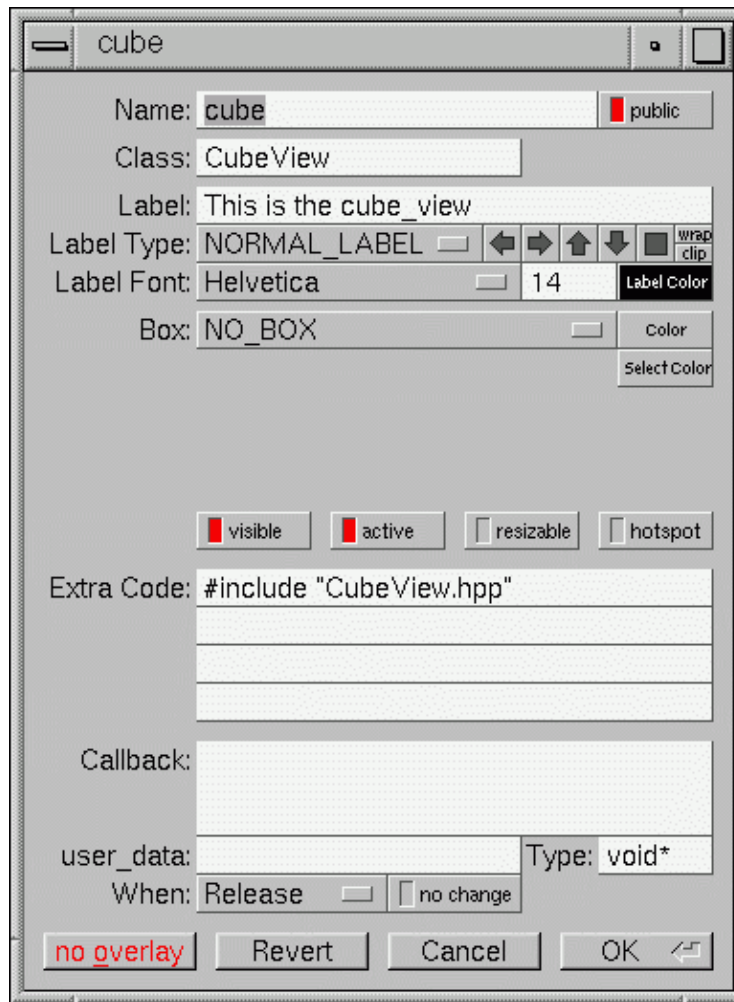 cube
Name: cube public
Class: CubeView
Label: This is the cube_view
Label Type: NORMAL_LABEL wrap
clip
Label Font: Helvetica 14 Label Color
Box: NO_BOX Color
Select Color
visible active resizable hotspot
Extra Code: #include "CubeView.hpp"
Callback:
user_data: Type: void*
When: Release no change
no overlay Revert Cancel OK